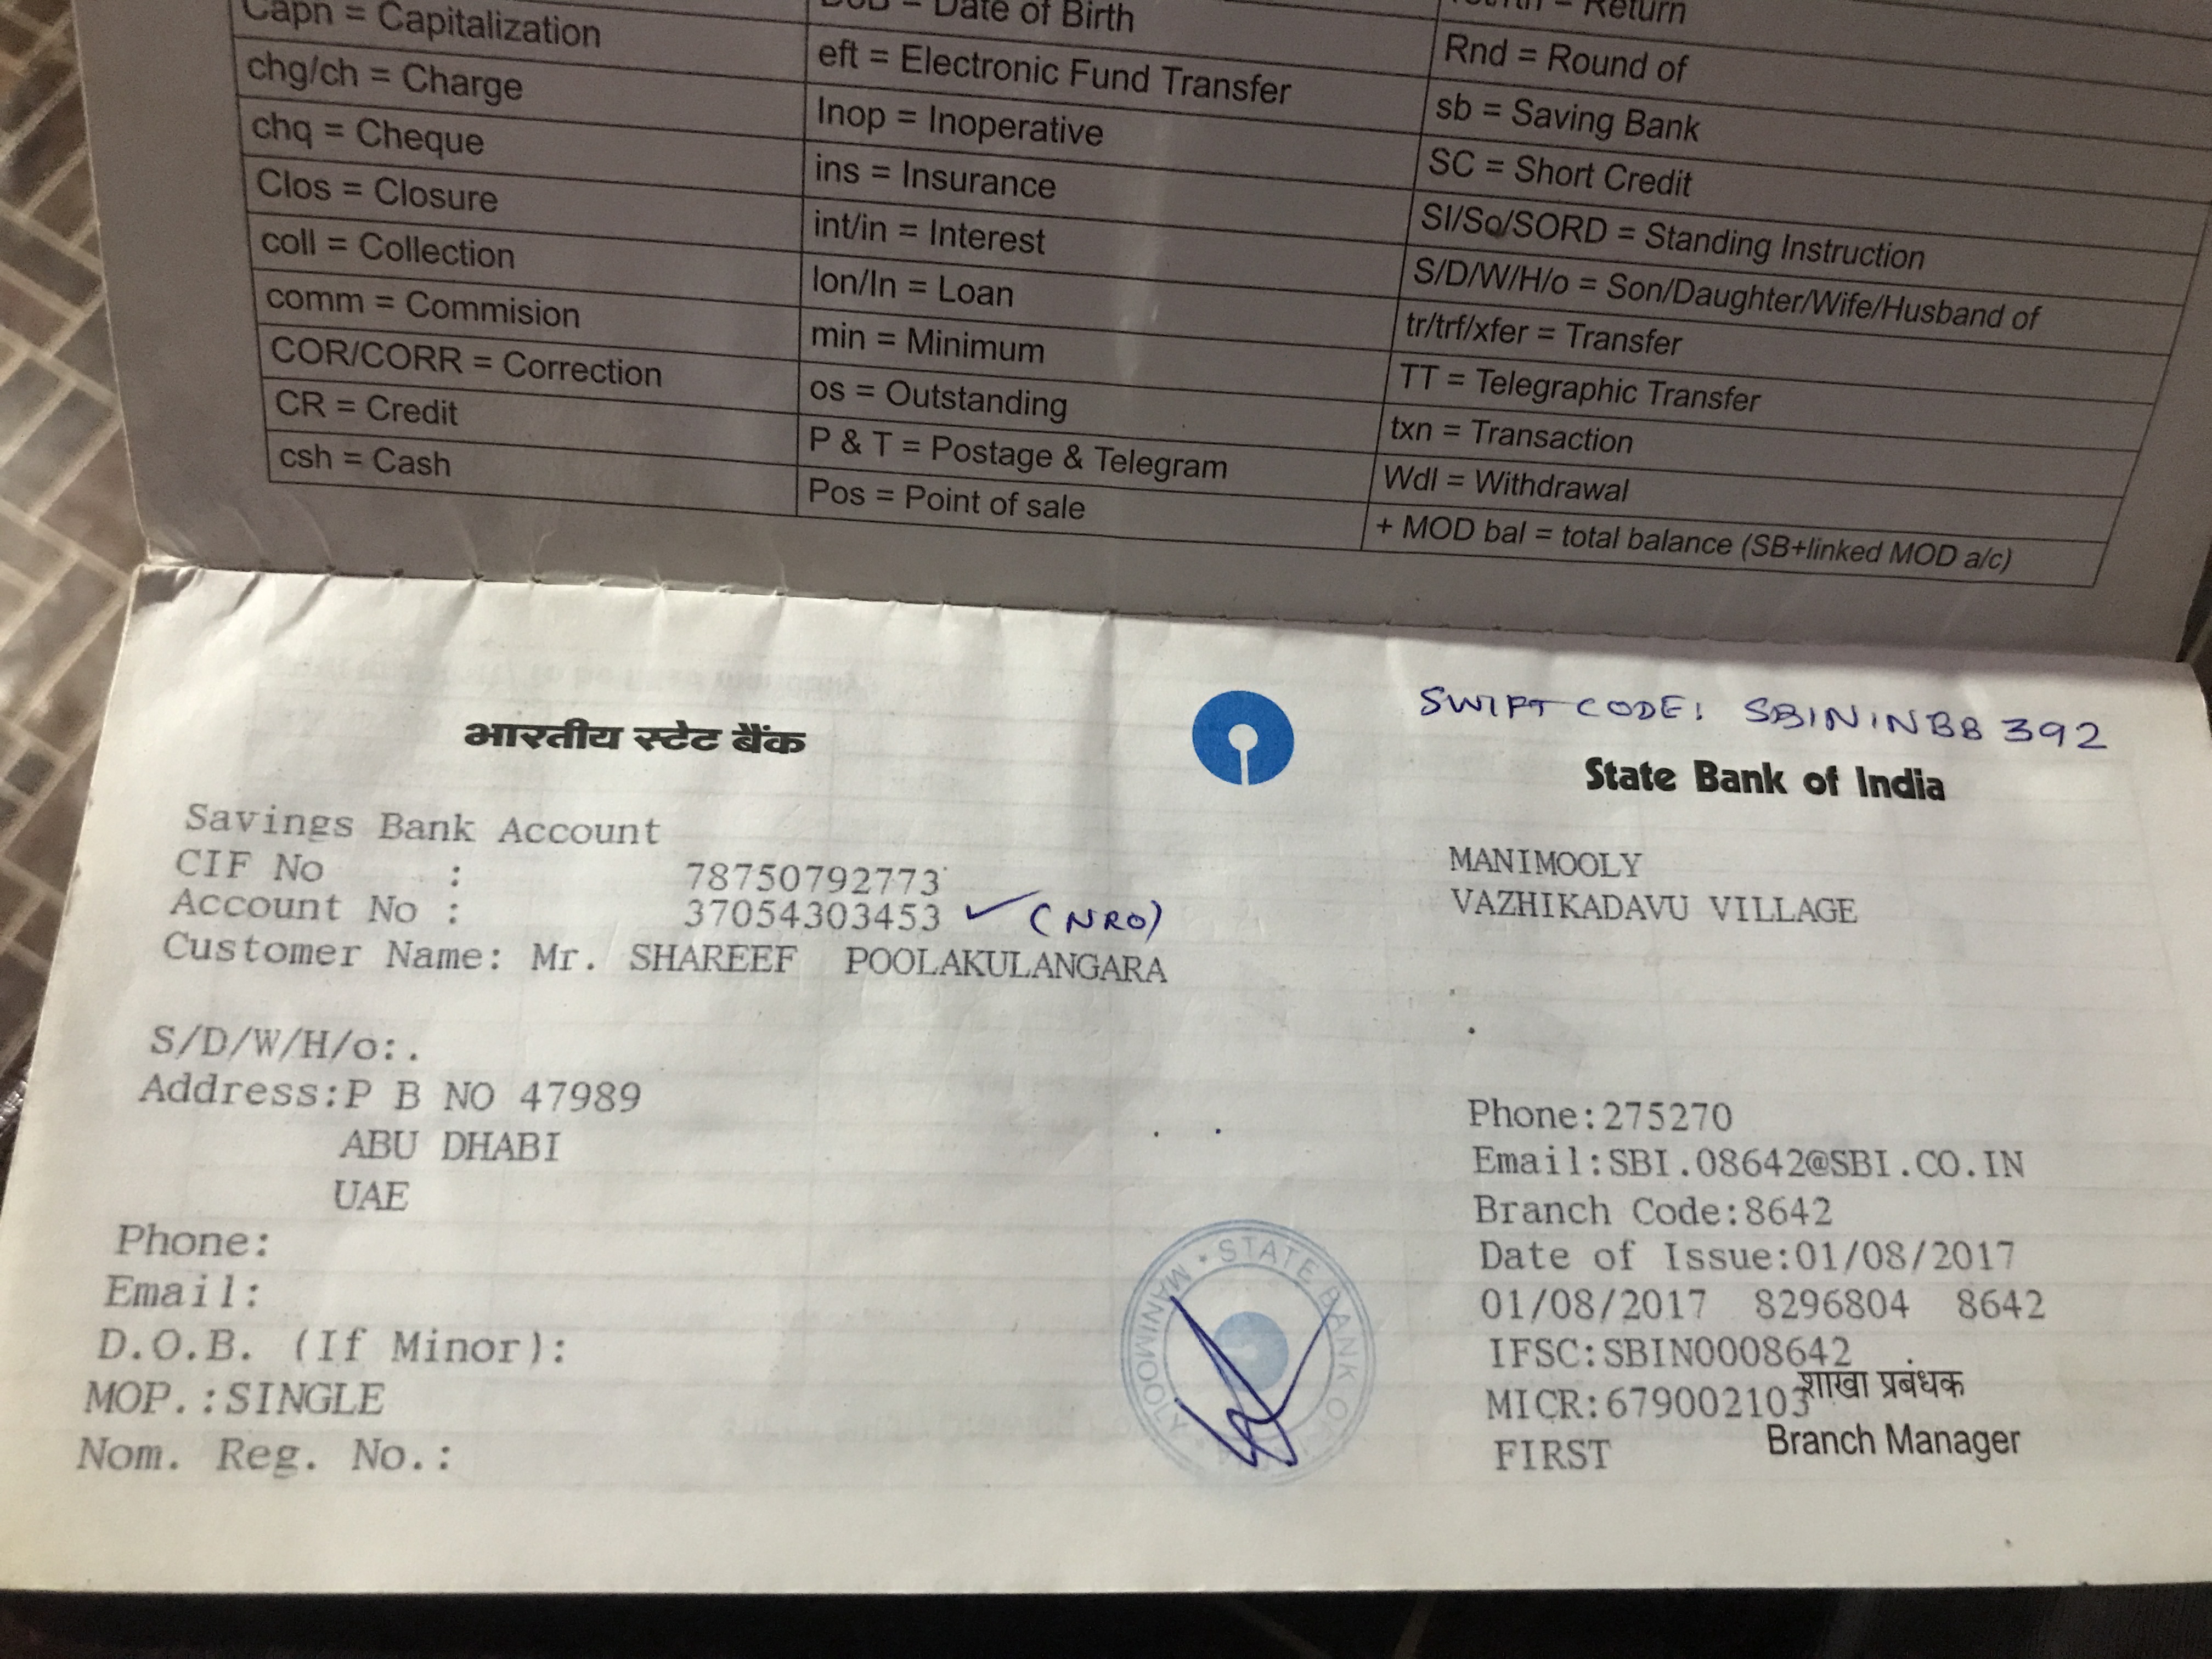 Capn = Capitalization
chg/ch = Charge
chq = Cheque
Clos = Closure
coll = Collection
comm = Commision
COR/CORR = Correction
CR = Credit
csh = Cash
Date of Birth
eft = Electronic Fund Transfer
Inop = Inoperative
ins = Insurance
int/in = Interest
lon/ln = Loan
min = Minimum
os = Outstanding
P & T = Postage & Telegram
Pos = Point of sale
Return
Rnd = Round of
sb = Saving Bank
SC = Short Credit
SI/So/SORD = Standing Instruction
S/D/W/H/o = Son/Daughter/Wife/Husband of
tr/trf/xfer = Transfer
TT = Telegraphic Transfer
txn = Transaction
Wdl = Withdrawal
+ MOD bal = total balance (SB+linked MOD a/c)
SWIFT CODE: SBININBB392
भारतीय स्टेट बैंक State Bank of India
Savings Bank Account
CIF No : 78750792773
Account No : 37054303453 ✓ (NRO)
Customer Name: Mr. SHAREEF POOLAKULANGARA
S/D/W/H/o:.
Address:P B NO 47989
ABU DHABI
UAE
Phone:
Email:
D.O.B. (If Minor):
MOP.:SINGLE
Nom. Reg. No.:
MANIMOOLY
VAZHIKADAVU VILLAGE
Phone:275270
Email:SBI.08642@SBI.CO.IN
Branch Code:8642
Date of Issue:01/08/2017
01/08/2017 8296804 8642
IFSC:SBIN0008642
MICR:679002103
FIRST
शाखा प्रबंधक
Branch Manager
STATE BANK OF
MANIMOOLY